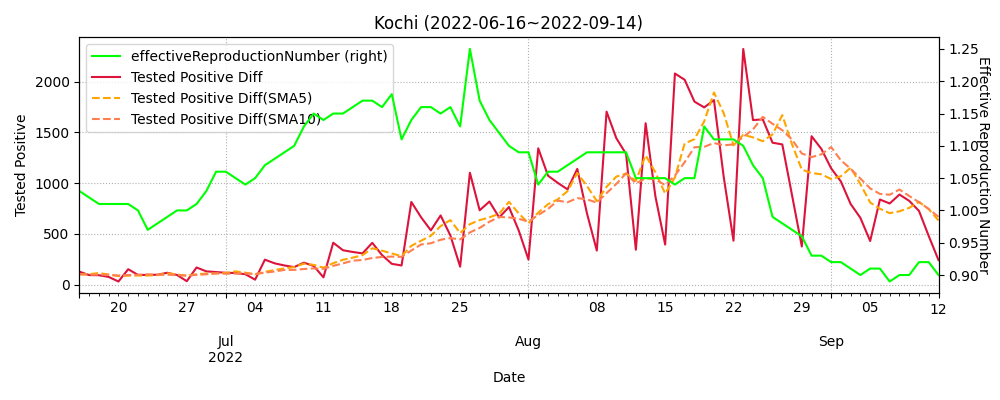 Kochi (2022-06-16~2022-09-14)
effectiveReproductionNumber (right)
Tested Positive Diff
Tested Positive Diff(SMA5)
Tested Positive Diff(SMA10)
Tested Positive
2000
1500
1000
500
0
Effective Reproduction Number
1.25
1.20
1.15
1.10
1.05
1.00
0.95
0.90
20 27 04 11 18 25 08 15 22 29 05 12
Jul Aug Sep
2022
Date